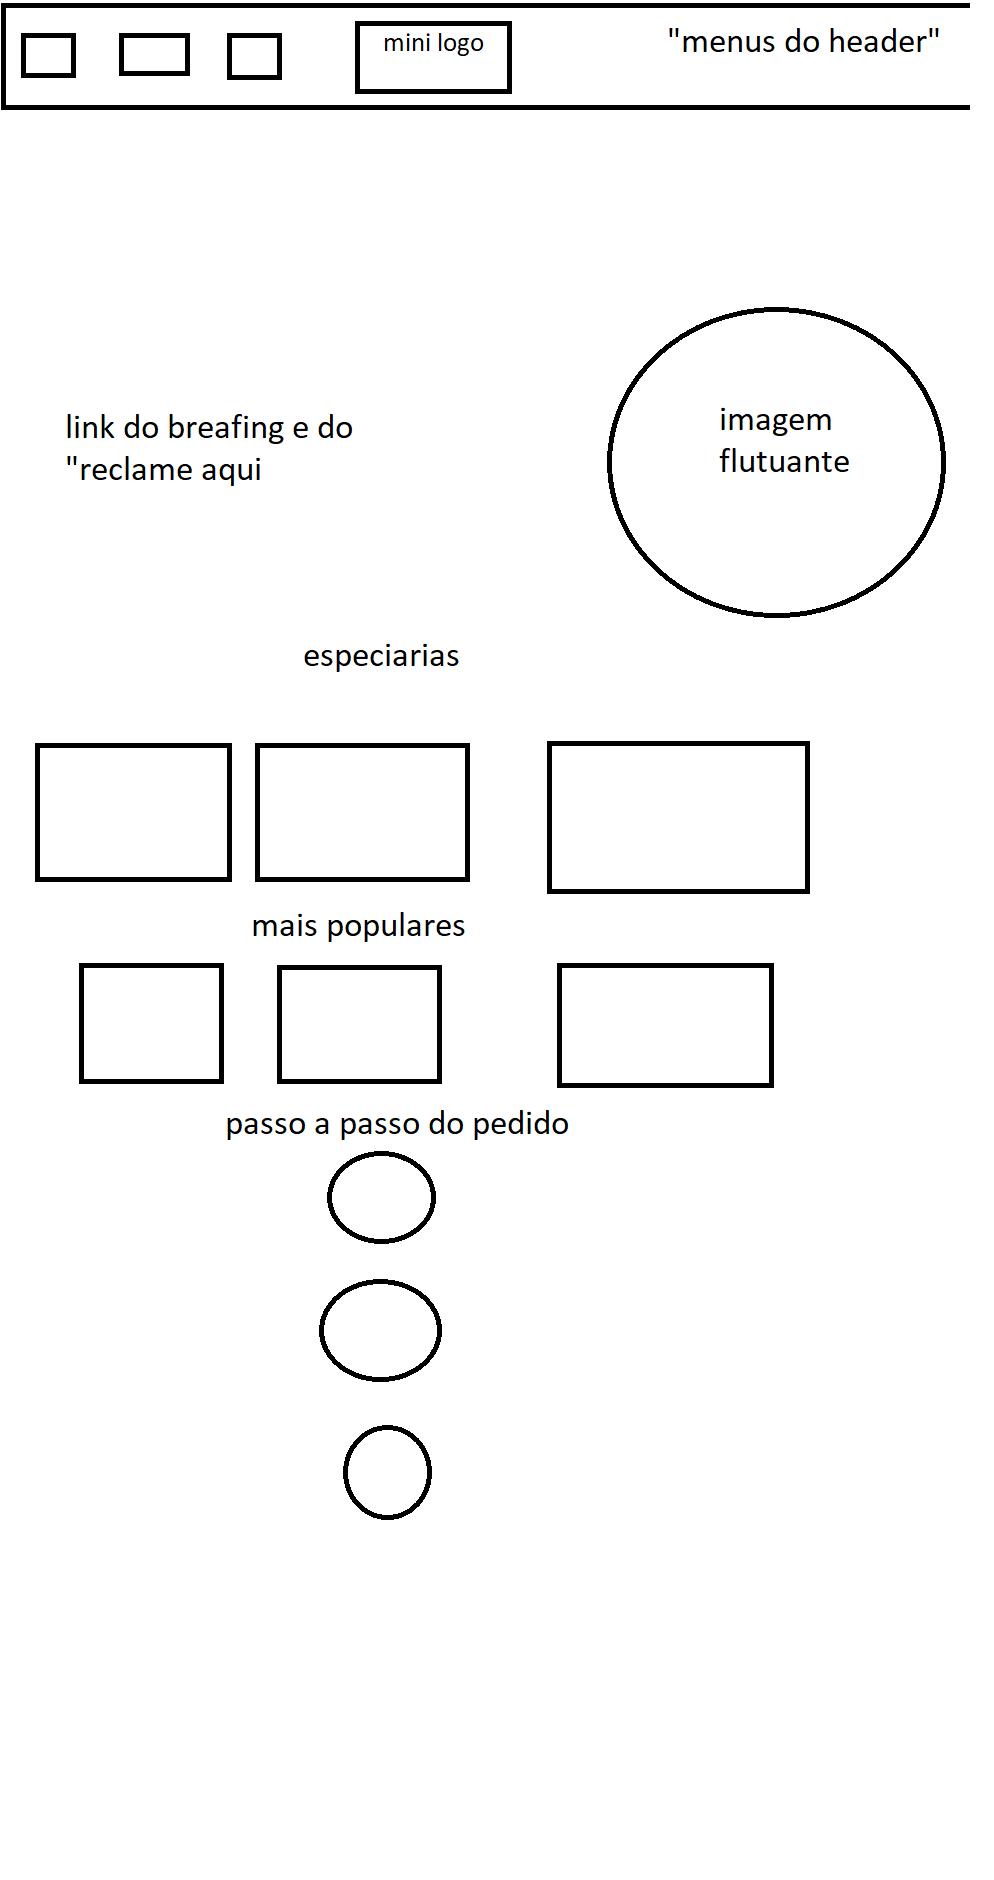 mini logo
"menus do header"
link do breafing e do
"reclame aqui
imagem
flutuante
especiarias
mais populares
passo a passo do pedido